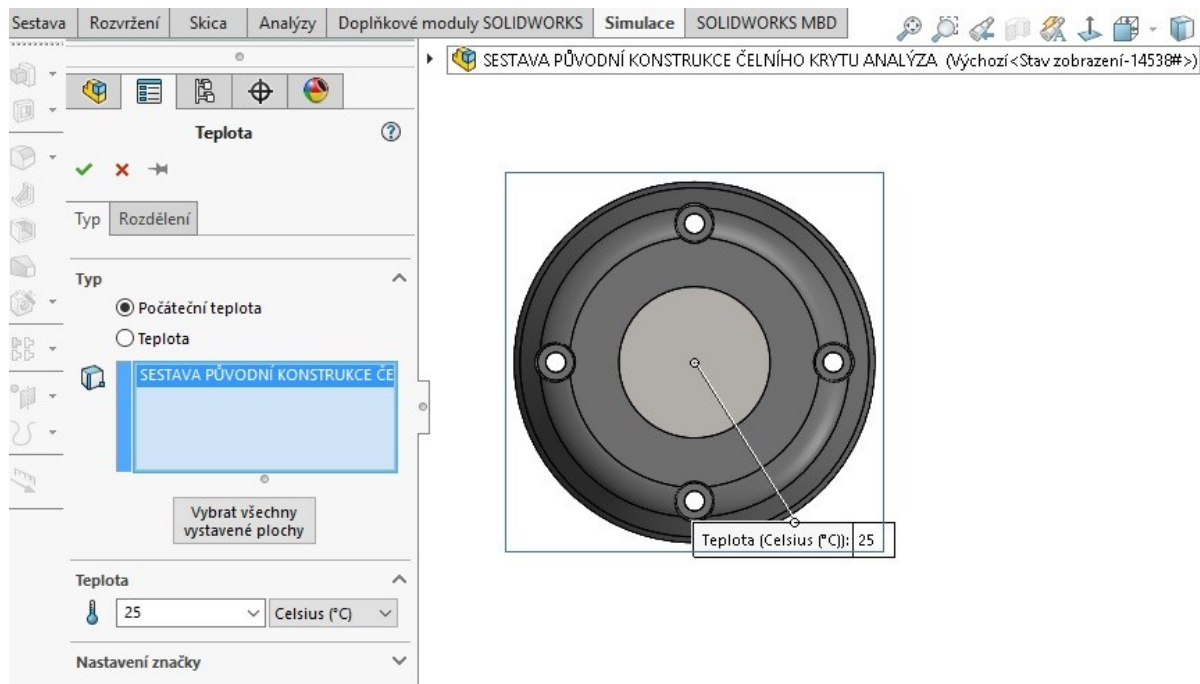 Sestava Rozvržení Skica Analýzy Doplňkové moduly SOLIDWORKS Simulace SOLIDWORKS MBD
SESTAVA PŮVODNÍ KONSTRUKCE ČELNÍHO KRYTU ANALÝZA (Výchozí<Stav zobrazení-14538#>)
Teplota
Typ Rozdělení
Typ
Počáteční teplota
Teplota
SESTAVA PŮVODNÍ KONSTRUKCE ČE
Vybrat všechny
vystavené plochy
Teplota (Celsius (°C)): 25
Teplota
25 Celsius (°C)
Nastavení značky